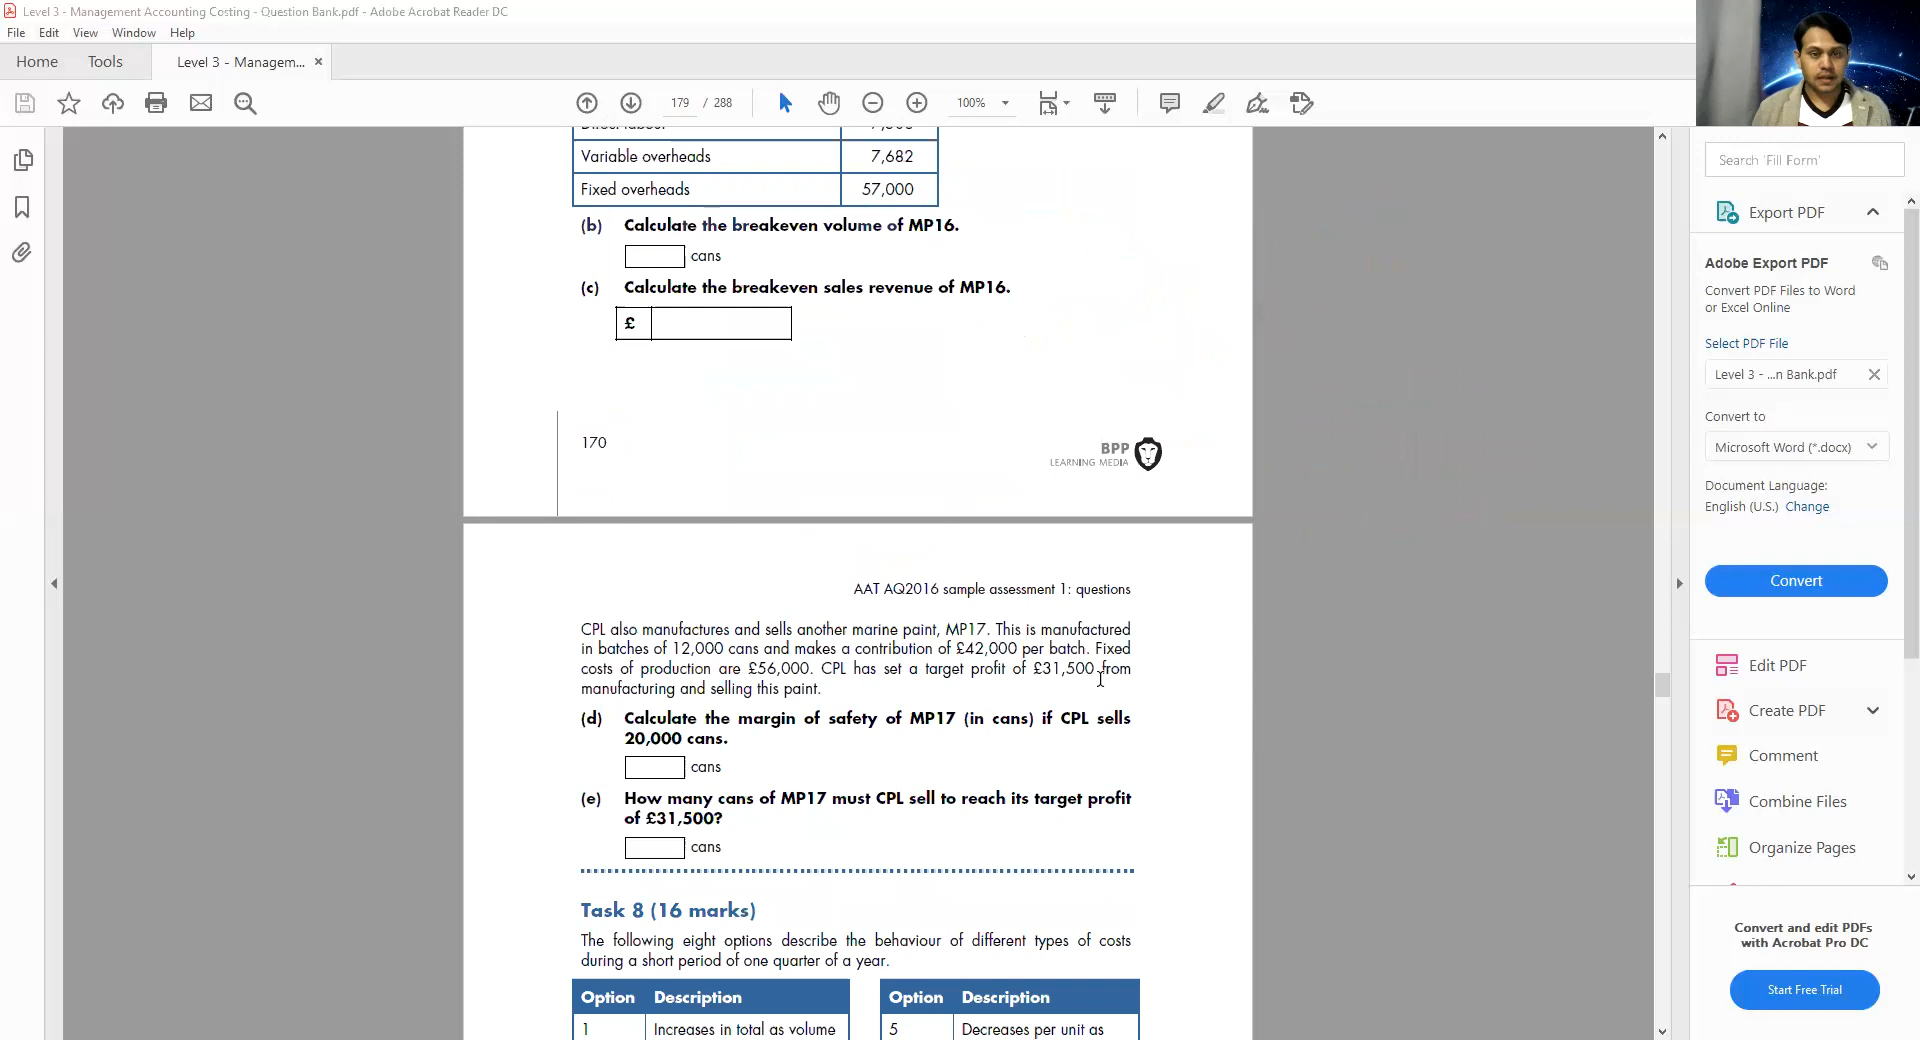 Level 3 - Management Accounting Costing - Question Bank.pdf - Adobe Acrobat Reader DC
File Edit View Window Help
Home Tools Level 3 - Managem... ×
179 / 288 100%
Variable overheads 7,682
Fixed overheads 57,000
(b) Calculate the breakeven volume of MP16.
cans
(c) Calculate the breakeven sales revenue of MP16.
£
170
BPP
LEARNING MEDIA
AAT AQ2016 sample assessment 1: questions
CPL also manufactures and sells another marine paint, MP17. This is manufactured
in batches of 12,000 cans and makes a contribution of £42,000 per batch. Fixed
costs of production are £56,000. CPL has set a target profit of £31,500 from
manufacturing and selling this paint.
(d) Calculate the margin of safety of MP17 (in cans) if CPL sells
20,000 cans.
cans
(e) How many cans of MP17 must CPL sell to reach its target profit
of £31,500?
cans
Task 8 (16 marks)
The following eight options describe the behaviour of different types of costs
during a short period of one quarter of a year.
Option Description Option Description
1 Increases in total as volume 5 Decreases per unit as
Search 'Fill Form'
Export PDF
Adobe Export PDF
Convert PDF Files to Word
or Excel Online
Select PDF File
Level 3 - ...n Bank.pdf
Convert to
Microsoft Word (*.docx)
Document Language:
English (U.S.) Change
Convert
Edit PDF
Create PDF
Comment
Combine Files
Organize Pages
Convert and edit PDFs
with Acrobat Pro DC
Start Free Trial